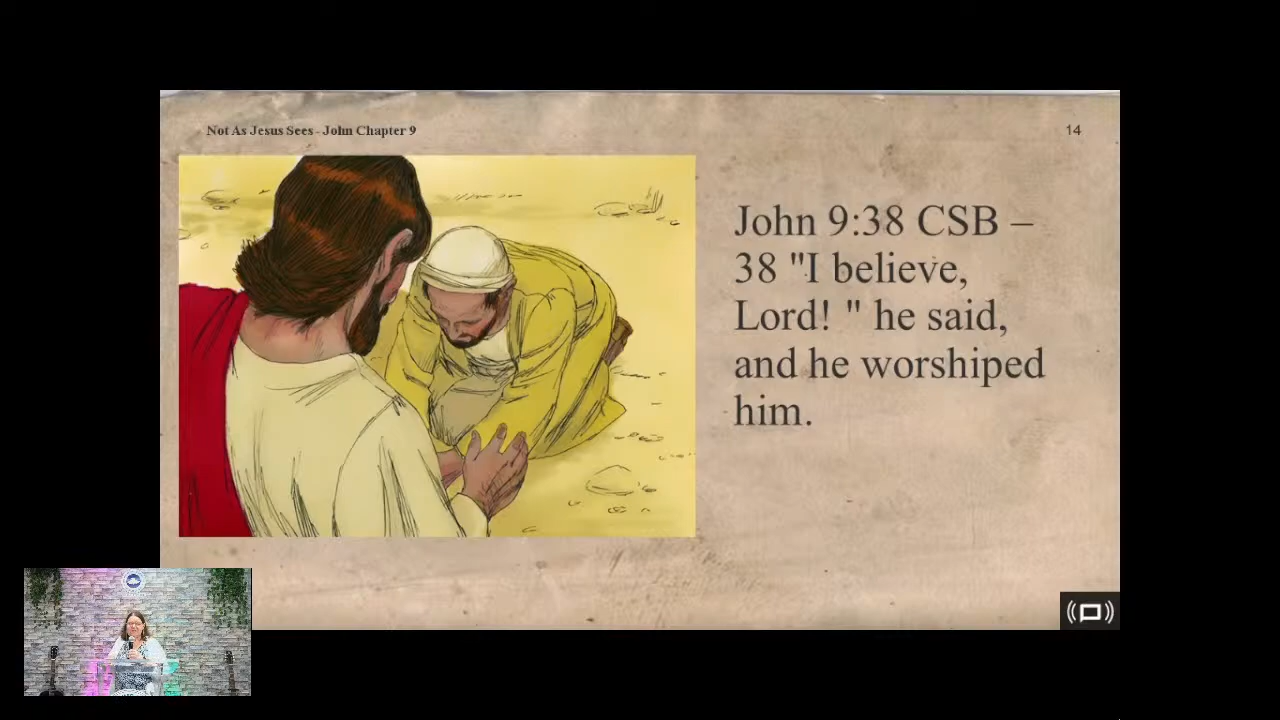 Not As Jesus Sees - John Chapter 9
14
John 9:38 CSB –
38 "I believe,
Lord! " he said,
and he worshiped
him.